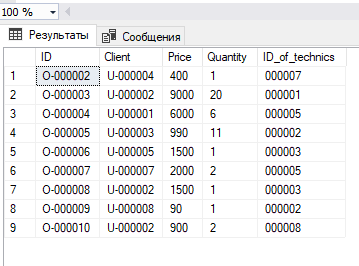 100 %
Результаты Сообщения
ID Client Price Quantity ID_of_technics
1 O-000002 U-000004 400 1 000007
2 O-000003 U-000002 9000 20 000001
3 O-000004 U-000001 6000 6 000005
4 O-000005 U-000003 990 11 000002
5 O-000006 U-000005 1500 1 000003
6 O-000007 U-000007 2000 2 000005
7 O-000008 U-000002 1500 1 000003
8 O-000009 U-000008 90 1 000002
9 O-000010 U-000002 900 2 000008